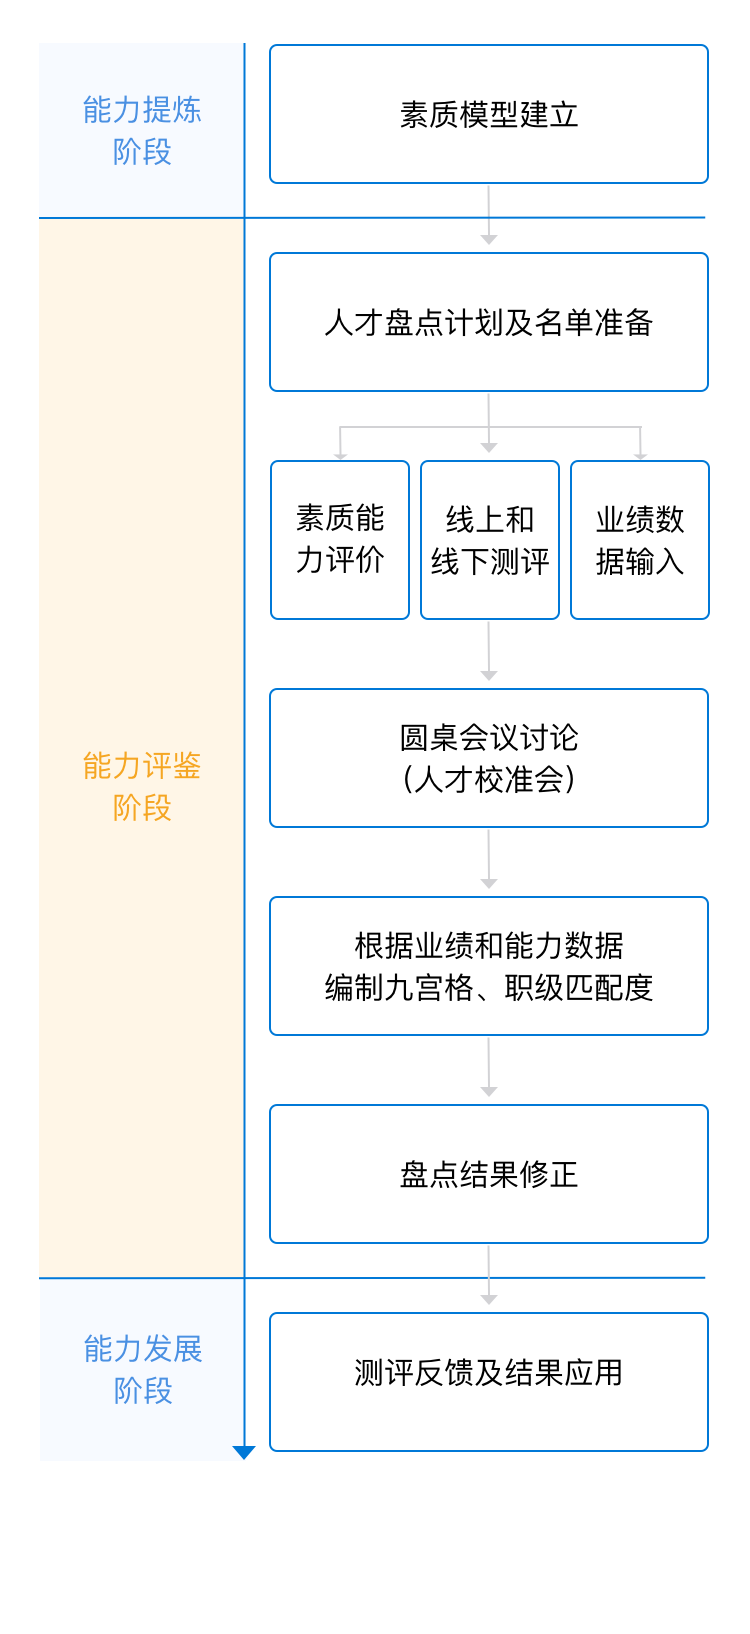 能力提炼
阶段
素质模型建立
人才盘点计划及名单准备
素质能
力评价
线上和
线下测评
业绩数
据输入
能力评鉴
阶段
圆桌会议讨论
(人才校准会)
根据业绩和能力数据
编制九宫格、职级匹配度
盘点结果修正
能力发展
阶段
测评反馈及结果应用